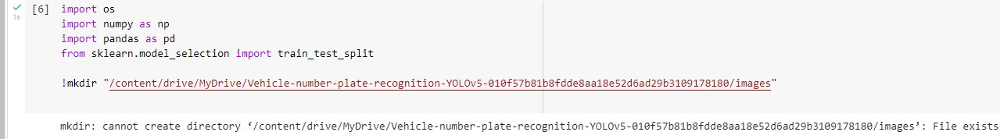 [6] import os
1s
import numpy as np
import pandas as pd
from sklearn.model_selection import train_test_split
!mkdir "/content/drive/MyDrive/Vehicle-number-plate-recognition-YOLOv5-010f57b81b8fdde8aa18e52d6ad29b3109178180/images"
mkdir: cannot create directory ‘/content/drive/MyDrive/Vehicle-number-plate-recognition-YOLOv5-010f57b81b8fdde8aa18e52d6ad29b3109178180/images’: File exists